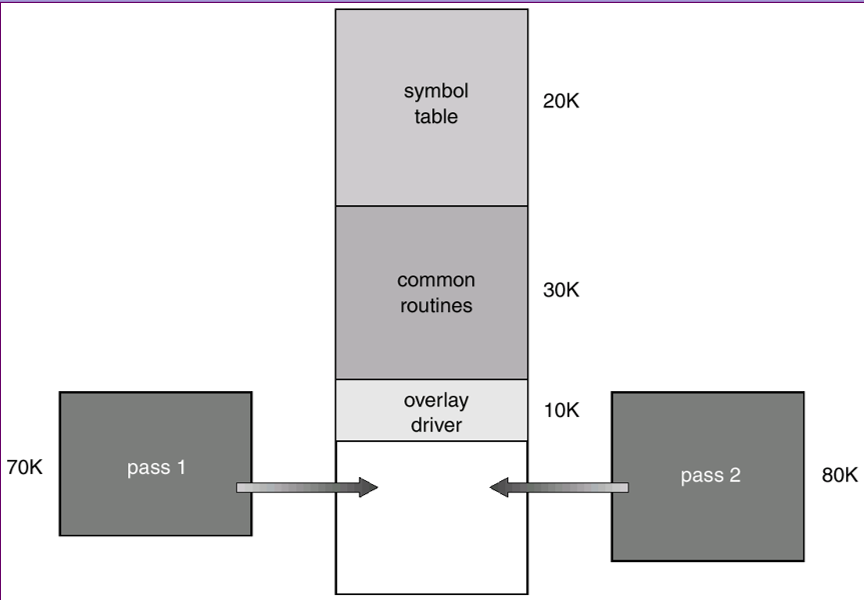 symbol
table
20K
common
routines
30K
overlay
driver
10K
70K
pass 1
pass 2
80K